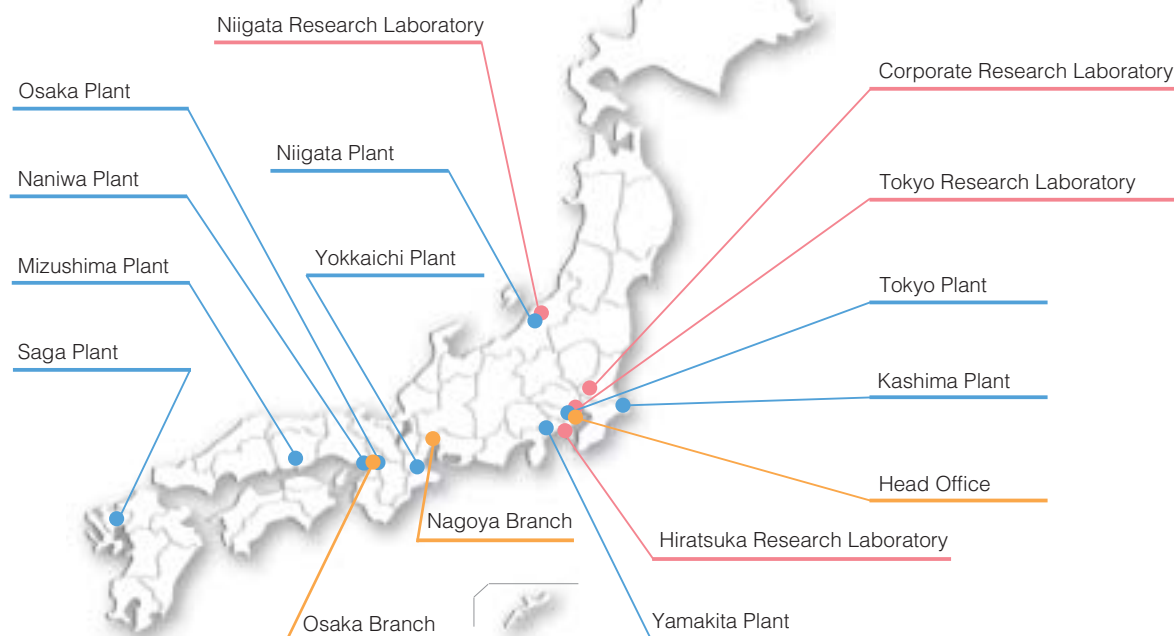 Niigata Research Laboratory
Corporate Research Laboratory
Osaka Plant
Niigata Plant
Naniwa Plant
Tokyo Research Laboratory
Yokkaichi Plant
Mizushima Plant
Tokyo Plant
Saga Plant
Kashima Plant
Head Office
Nagoya Branch
Hiratsuka Research Laboratory
Osaka Branch
Yamakita Plant